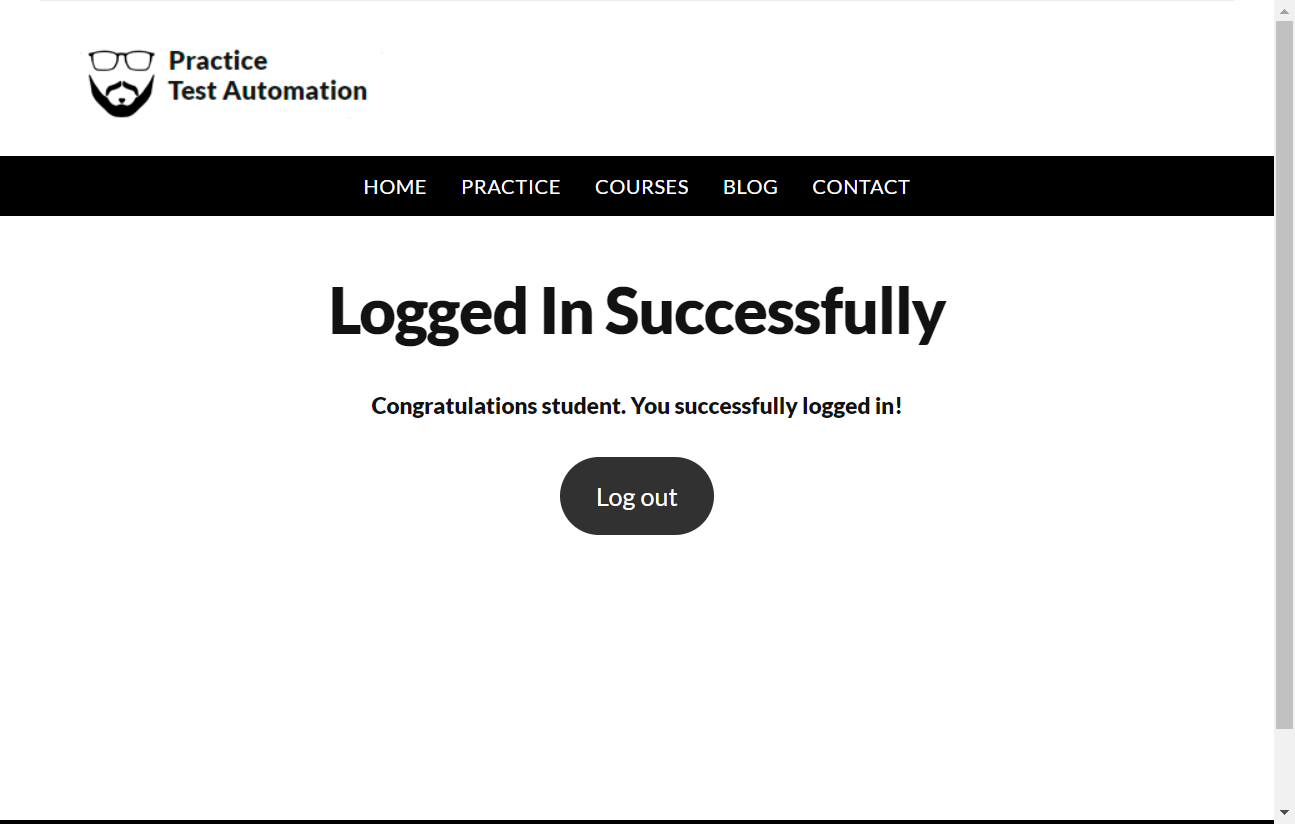 Practice
Test Automation
HOME PRACTICE COURSES BLOG CONTACT
Logged In Successfully
Congratulations student. You successfully logged in!
Log out